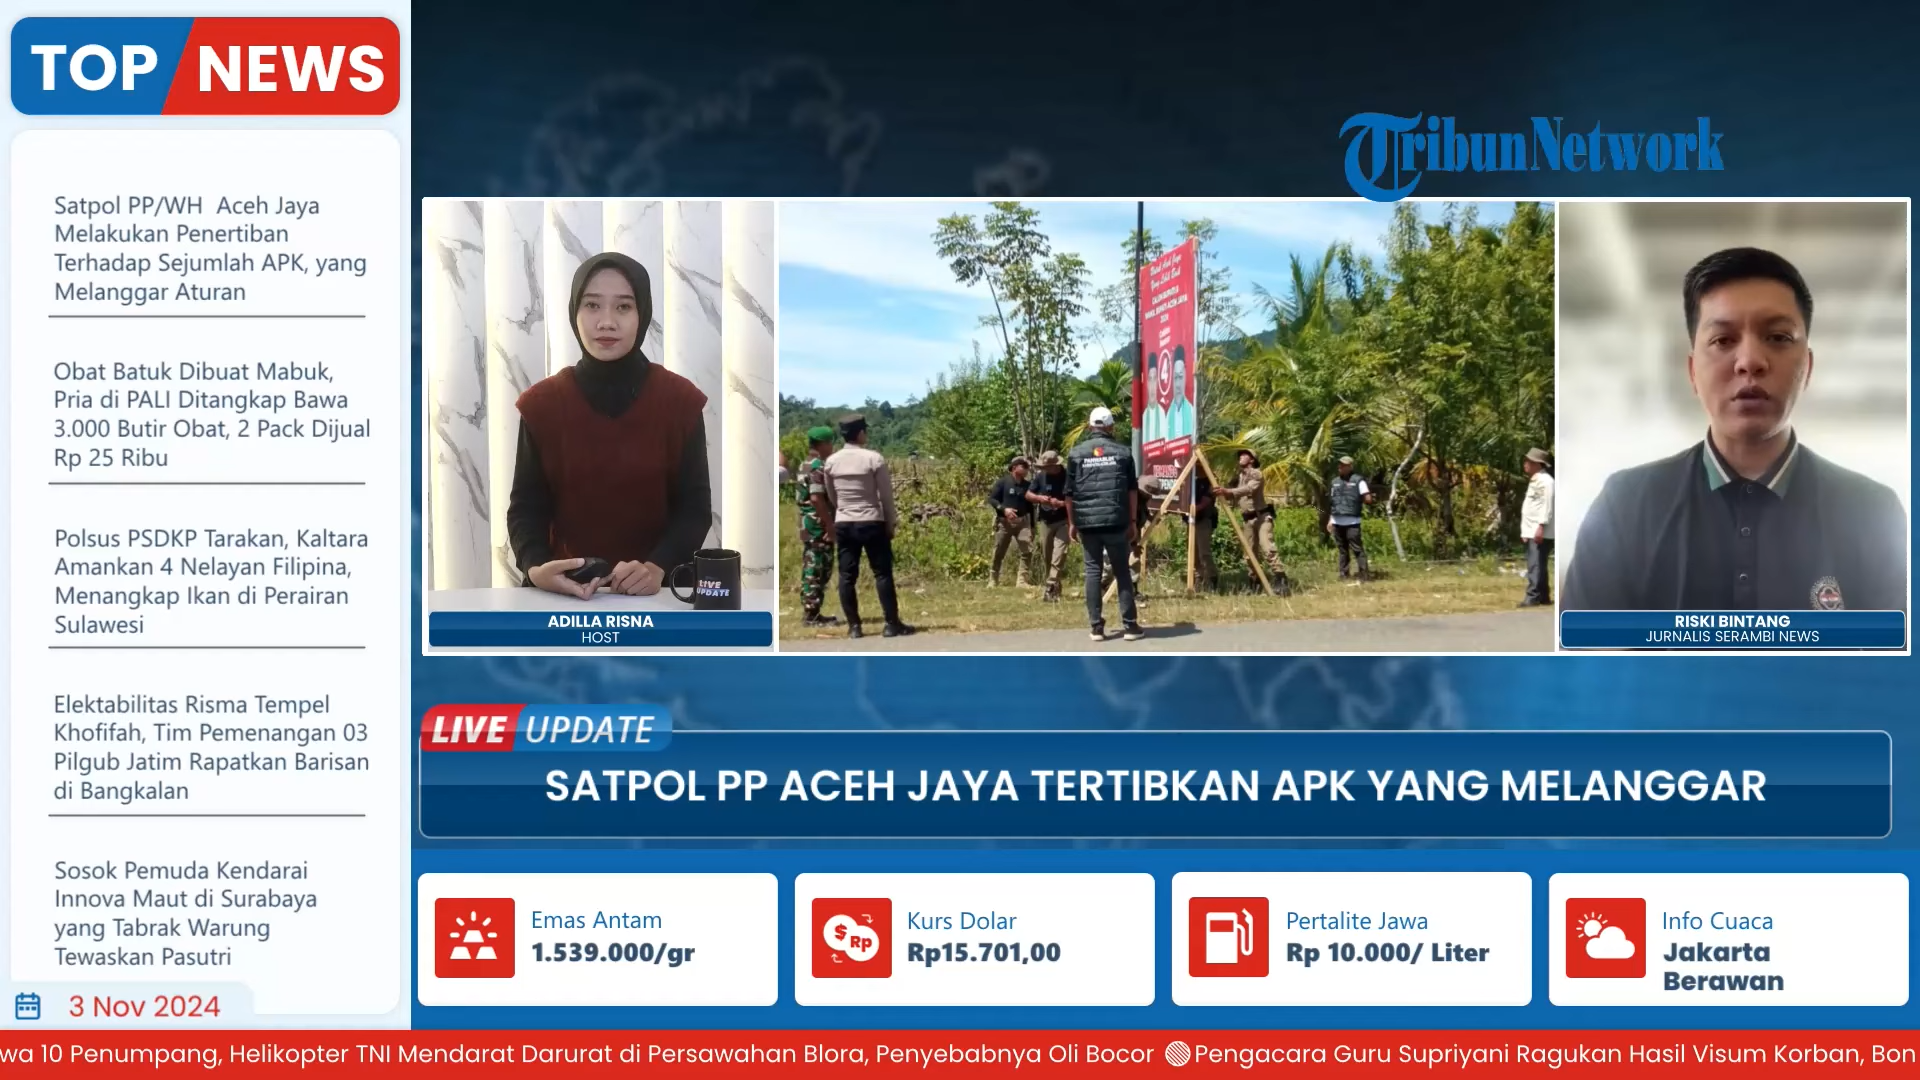 TOP NEWS
Satpol PP/WH Aceh Jaya
Melakukan Penertiban
Terhadap Sejumlah APK, yang
Melanggar Aturan
Obat Batuk Dibuat Mabuk,
Pria di PALI Ditangkap Bawa
3.000 Butir Obat, 2 Pack Dijual
Rp 25 Ribu
Polsus PSDKP Tarakan, Kaltara
Amankan 4 Nelayan Filipina,
Menangkap Ikan di Perairan
Sulawesi
Elektabilitas Risma Tempel
Khofifah, Tim Pemenangan 03
Pilgub Jatim Rapatkan Barisan
di Bangkalan
Sosok Pemuda Kendarai
Innova Maut di Surabaya
yang Tabrak Warung
Tewaskan Pasutri
3 Nov 2024
TribunNetwork
4
PANWASLIH
LIVE
UPDATE
ADILLA RISNA
HOST
RISKI BINTANG
JURNALIS SERAMBI NEWS
LIVE UPDATE
SATPOL PP ACEH JAYA TERTIBKAN APK YANG MELANGGAR
Emas Antam
1.539.000/gr
$ Rp
Kurs Dolar
Rp15.701,00
Pertalite Jawa
Rp 10.000/ Liter
Info Cuaca
Jakarta
Berawan
wa 10 Penumpang, Helikopter TNI Mendarat Darurat di Persawahan Blora, Penyebabnya Oli Bocor Pengacara Guru Supriyani Ragukan Hasil Visum Korban, Bon